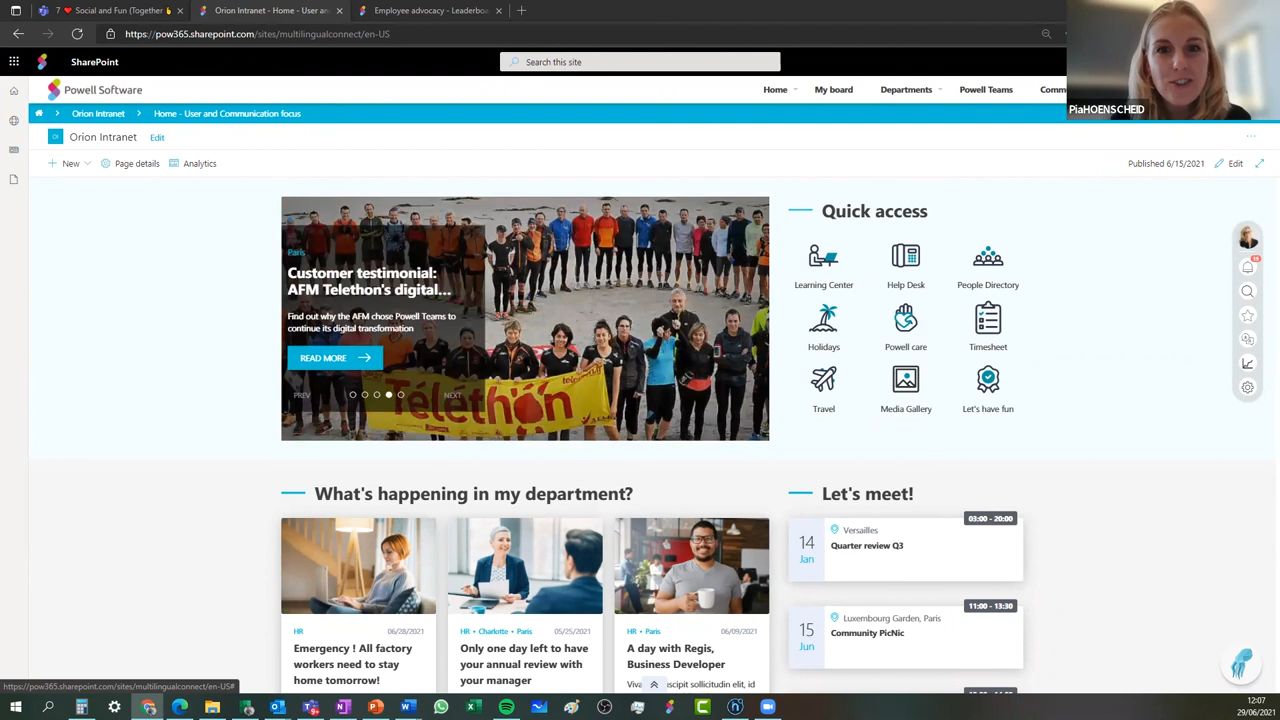 7 ❤ Social and Fun (Together
Orion Intranet - Home - User an
Employee advocacy - Leaderbo
https://pow365.sharepoint.com/sites/multilingualconnect/en-US
SharePoint
Search this site
Powell Software
Home
My board
Departments
Powell Teams
Comm
PiaHOENSCHEID
Orion Intranet
Home - User and Communication focus
OI
Orion Intranet
Edit
New
Page details
Analytics
Published 6/15/2021
Edit
Paris
Customer testimonial:
AFM Telethon's digital...
Find out why the AFM chose Powell Teams to
continue its digital transformation
READ MORE
PREV
NEXT
Téléthon
Quick access
Learning Center
Help Desk
People Directory
Holidays
Powell care
Timesheet
Travel
Media Gallery
Let's have fun
What's happening in my department?
HR
06/28/2021
Emergency ! All factory
workers need to stay
home tomorrow!
HR • Charlotte • Paris
05/25/2021
Only one day left to have
your annual review with
your manager
HR • Paris
06/09/2021
A day with Regis,
Business Developer
suscipit sollicitudin elit, id
Let's meet!
03:00 - 20:00
14
Jan
Versailles
Quarter review Q3
11:00 - 13:30
15
Jun
Luxembourg Garden, Paris
Community PicNic
https://pow365.sharepoint.com/sites/multilingualconnect/en-US#
12:07
29/06/2021